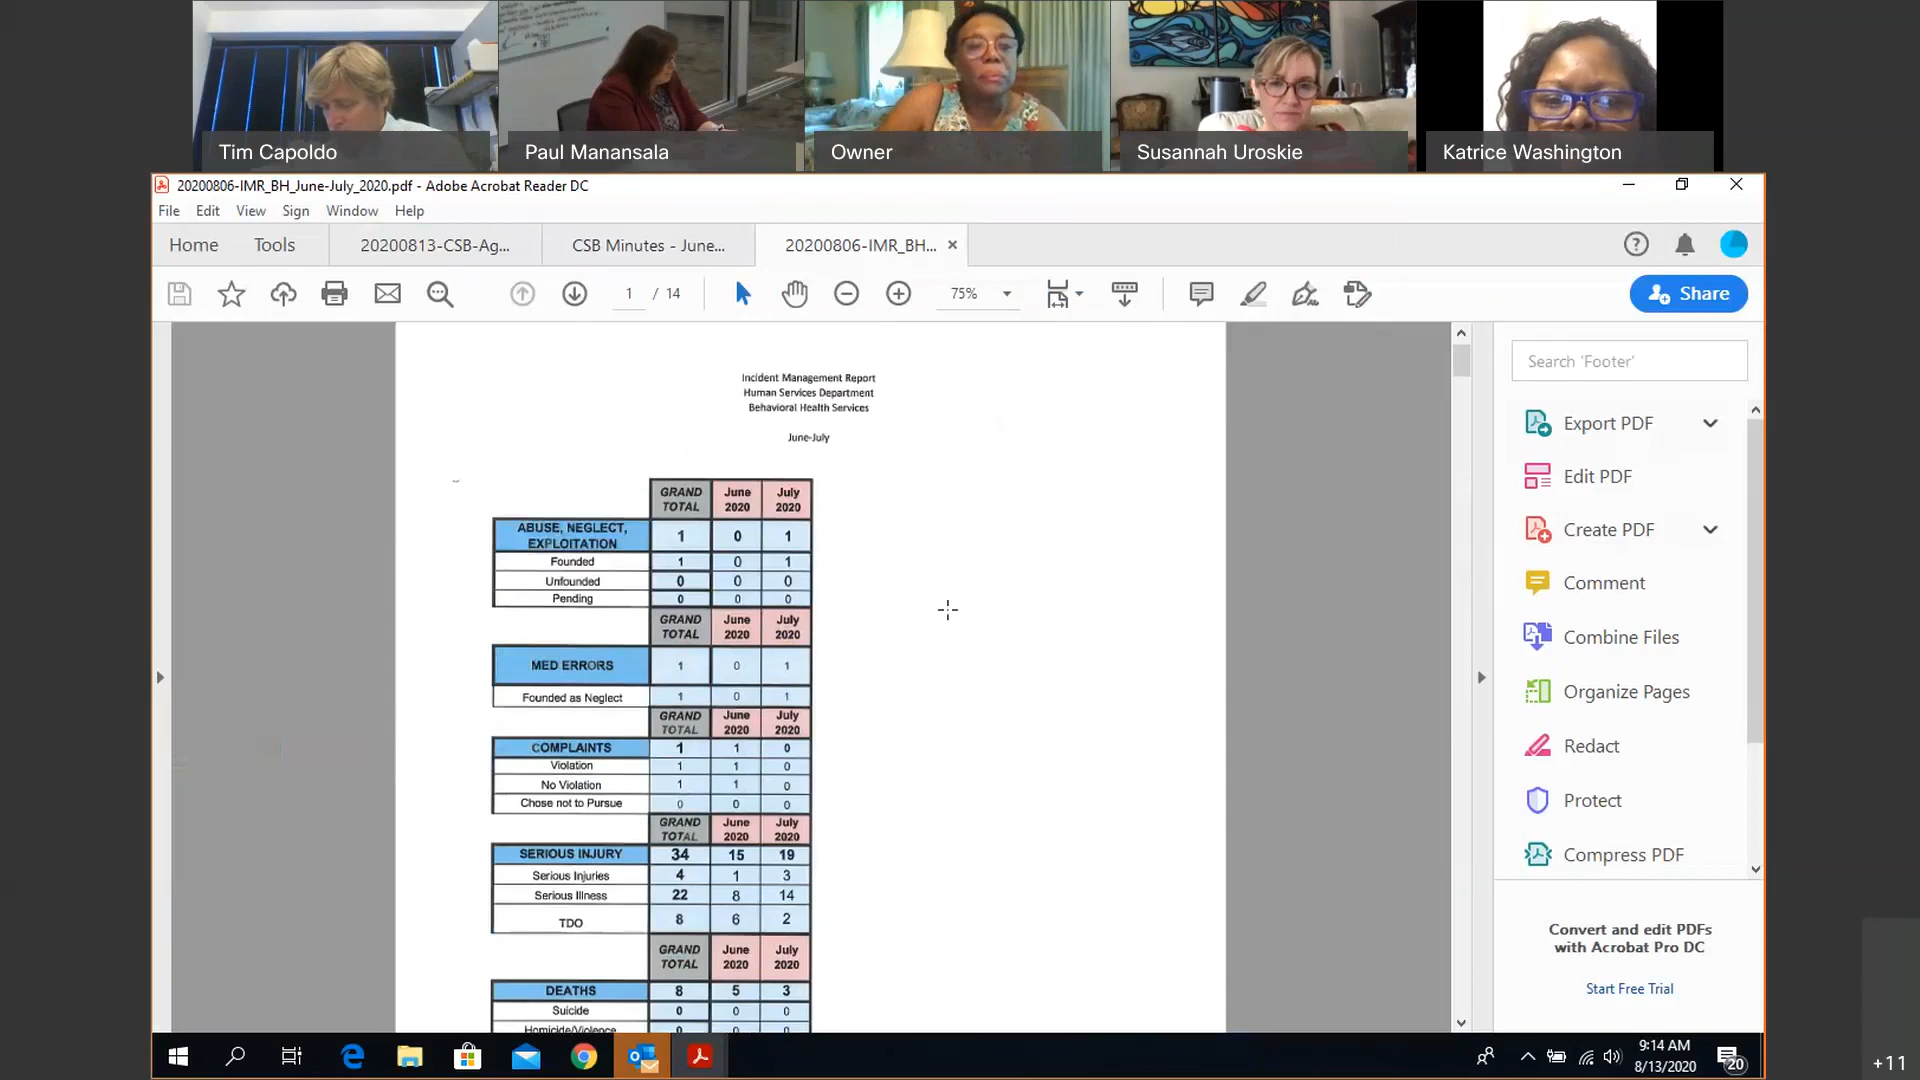 Tim Capoldo
Paul Manansala
Owner
Susannah Uroskie
Katrice Washington
20200806-IMR_BH_June-July_2020.pdf - Adobe Acrobat Reader DC
File Edit View Sign Window Help
Home Tools 20200813-CSB-Ag... CSB Minutes - June... 20200806-IMR_BH...
1 / 14 75% Share
Incident Management Report
Human Services Department
Behavioral Health Services
June-July
GRAND TOTAL June 2020 July 2020
ABUSE, NEGLECT, EXPLOITATION 1 0 1
Founded 1 0 1
Unfounded 0 0 0
Pending 0 0 0
GRAND TOTAL June 2020 July 2020
MED ERRORS 1 0 1
Founded as Neglect 1 0 1
GRAND TOTAL June 2020 July 2020
COMPLAINTS 1 1 0
Violation 1 1 0
No Violation 1 1 0
Chose not to Pursue 0 0 0
GRAND TOTAL June 2020 July 2020
SERIOUS INJURY 34 15 19
Serious Injuries 4 1 3
Serious Illness 22 8 14
TDO 8 6 2
GRAND TOTAL June 2020 July 2020
DEATHS 8 5 3
Suicide 0 0 0
Homicide/Violence 0 0 0
Search 'Footer'
Export PDF
Edit PDF
Create PDF
Comment
Combine Files
Organize Pages
Redact
Protect
Compress PDF
Convert and edit PDFs
with Acrobat Pro DC
Start Free Trial
9:14 AM
8/13/2020
20
+11